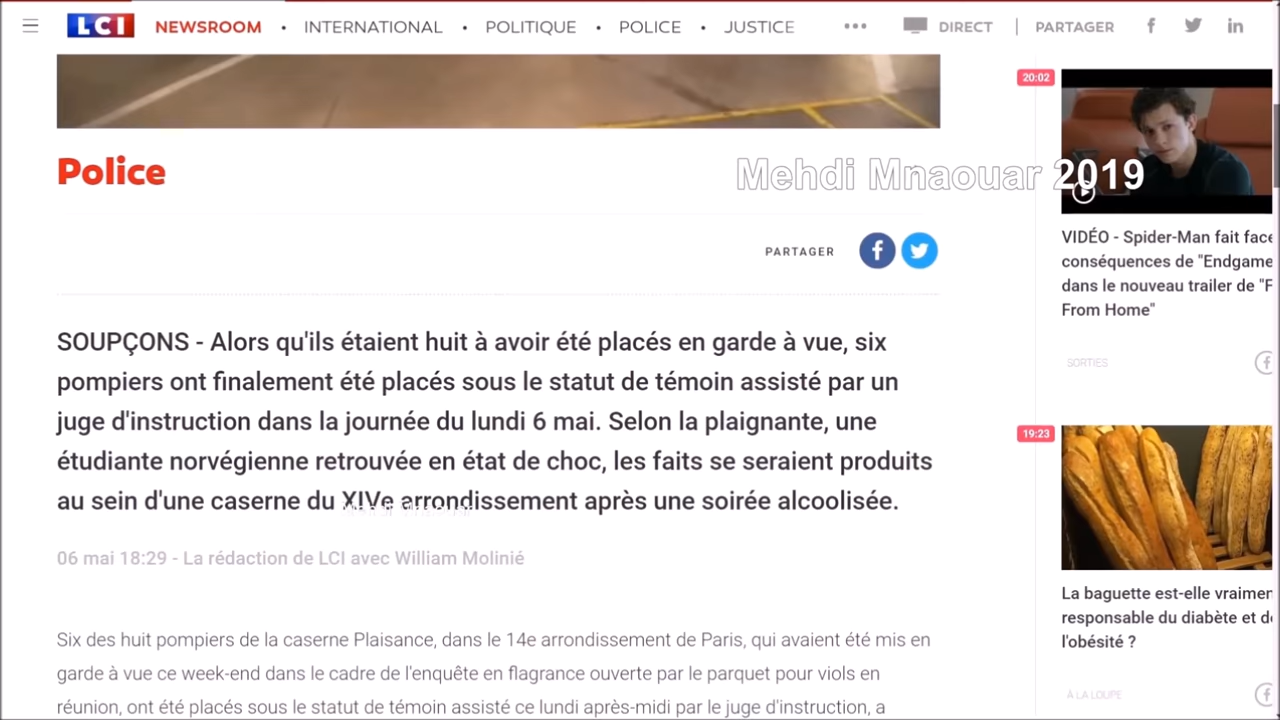 LCI NEWSROOM • INTERNATIONAL • POLITIQUE • POLICE • JUSTICE ••• DIRECT | PARTAGER
Police
Mehdi Mnaouar 2019
PARTAGER
SOUPÇONS - Alors qu'ils étaient huit à avoir été placés en garde à vue, six
pompiers ont finalement été placés sous le statut de témoin assisté par un
juge d'instruction dans la journée du lundi 6 mai. Selon la plaignante, une
étudiante norvégienne retrouvée en état de choc, les faits se seraient produits
au sein d'une caserne du XIVe arrondissement après une soirée alcoolisée.
06 mai 18:29 - La rédaction de LCI avec William Molinié
Six des huit pompiers de la caserne Plaisance, dans le 14e arrondissement de Paris, qui avaient été mis en
garde à vue ce week-end dans le cadre de l'enquête en flagrance ouverte par le parquet pour viols en
réunion, ont été placés sous le statut de témoin assisté ce lundi après-midi par le juge d'instruction, a
20:02
VIDÉO - Spider-Man fait face
conséquences de "Endgame
dans le nouveau trailer de "F
From Home"
SORTIES
19:23
La baguette est-elle vraimen
responsable du diabète et de
l'obésité ?
À LA LOUPE